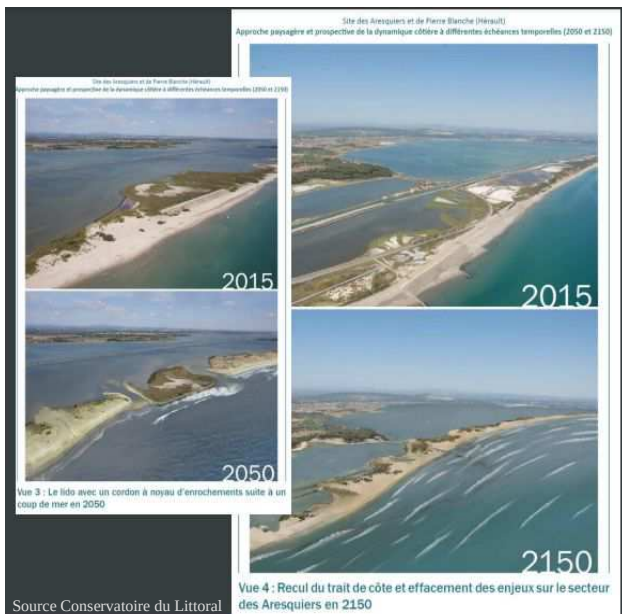 Site des Aresquiers et de Pierre Blanche (Hérault)
Approche paysagère et prospective de la dynamique côtière à différentes échéances temporelles (2050 et 2150)
2015
2050
Vue 3 : Le lido avec un cordon à noyau d'enrochements suite à un
coup de mer en 2050
Site des Aresquiers et de Pierre Blanche (Hérault)
Approche paysagère et prospective de la dynamique côtière à différentes échéances temporelles (2050 et 2150)
2015
2150
Vue 4 : Recul du trait de côte et effacement des enjeux sur le secteur
des Aresquiers en 2150
Source Conservatoire du Littoral